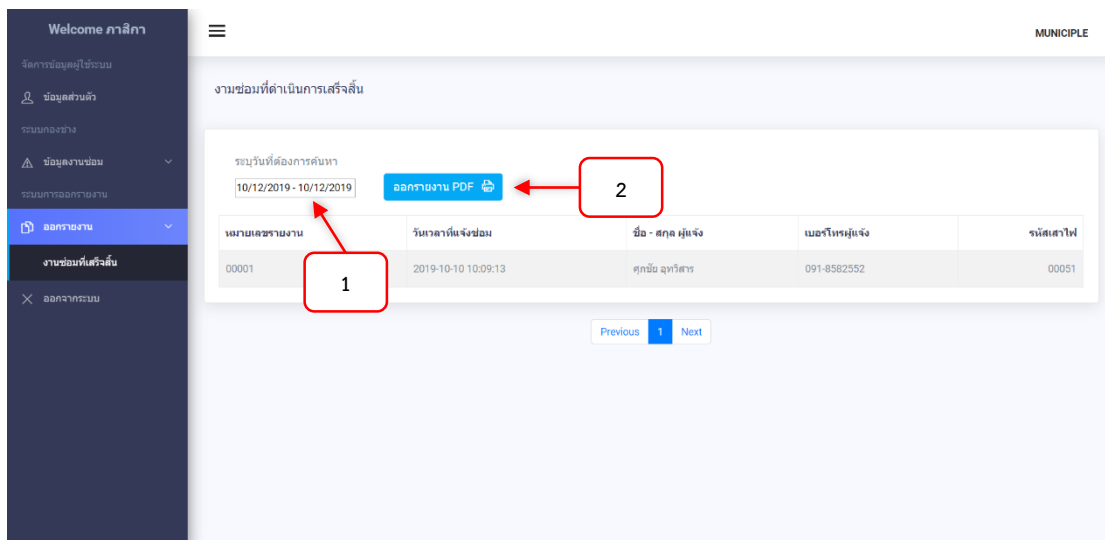 Welcome ภาสิกา
MUNICIPLE
จัดการข้อมูลผู้ใช้ระบบ
ข้อมูลส่วนตัว
ระบบกองช่าง
ข้อมูลงานซ่อม
ระบบการออกรายงาน
ออกรายงาน
งานซ่อมที่เสร็จสิ้น
ออกจากระบบ
งานซ่อมที่ดำเนินการเสร็จสิ้น
ระบุวันที่ต้องการค้นหา
10/12/2019 - 10/12/2019 ออกรายงาน PDF 2
หมายเลขรายงาน วันเวลาที่แจ้งซ่อม ชื่อ - สกุล ผู้แจ้ง เบอร์โทรผู้แจ้ง รหัสเสาไฟ
00001 2019-10-10 10:09:13 ศุภชัย อุทวิสาร 091-8582552 00051
1
Previous 1 Next